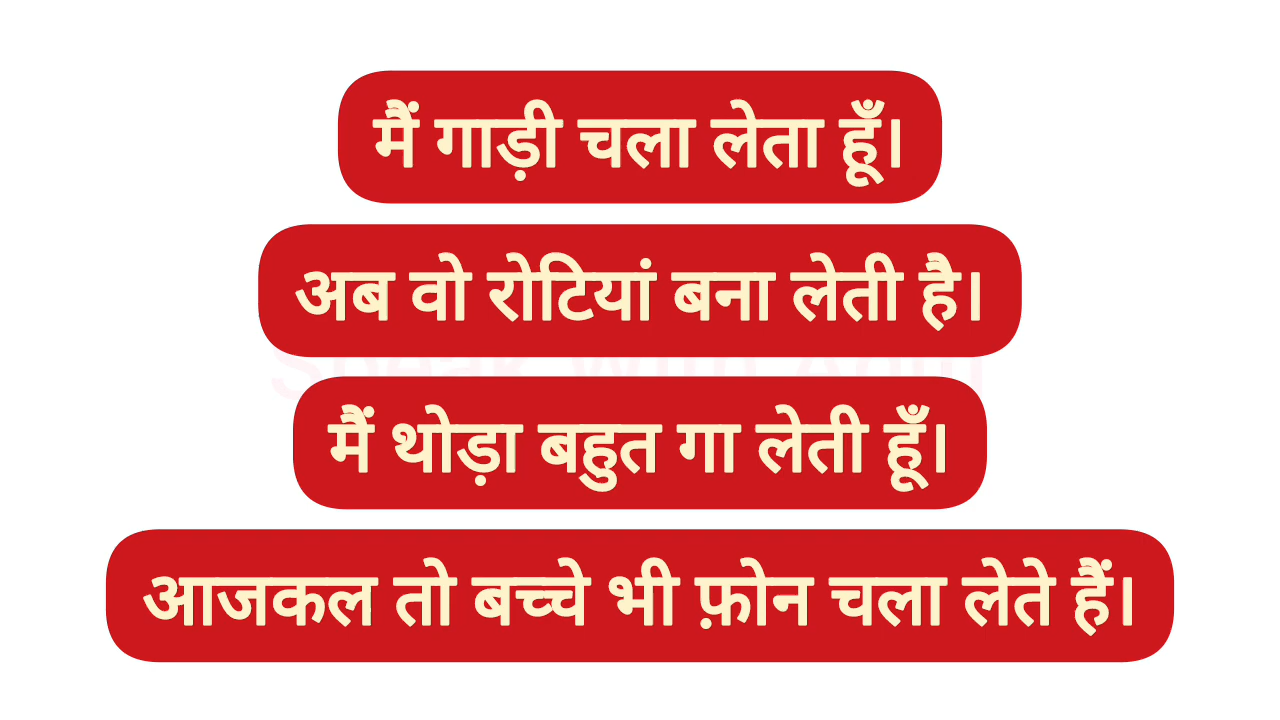 मैं गाड़ी चला लेता हूँ।
अब वो रोटियां बना लेती है।
मैं थोड़ा बहुत गा लेती हूँ।
आजकल तो बच्चे भी फ़ोन चला लेते हैं।